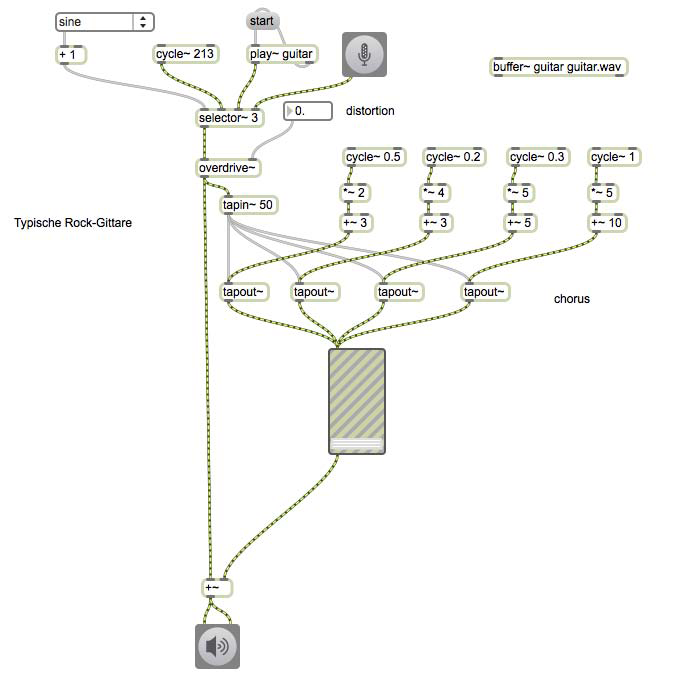 sine
start
+ 1
cycle~ 213
play~ guitar
buffer~ guitar guitar.wav
selector~ 3
0.
distortion
overdrive~
cycle~ 0.5
cycle~ 0.2
cycle~ 0.3
cycle~ 1
*~ 2
*~ 4
*~ 5
*~ 5
tapin~ 50
Typische Rock-Gittare
+~ 3
+~ 3
+~ 5
+~ 10
tapout~
tapout~
tapout~
tapout~
chorus
+~